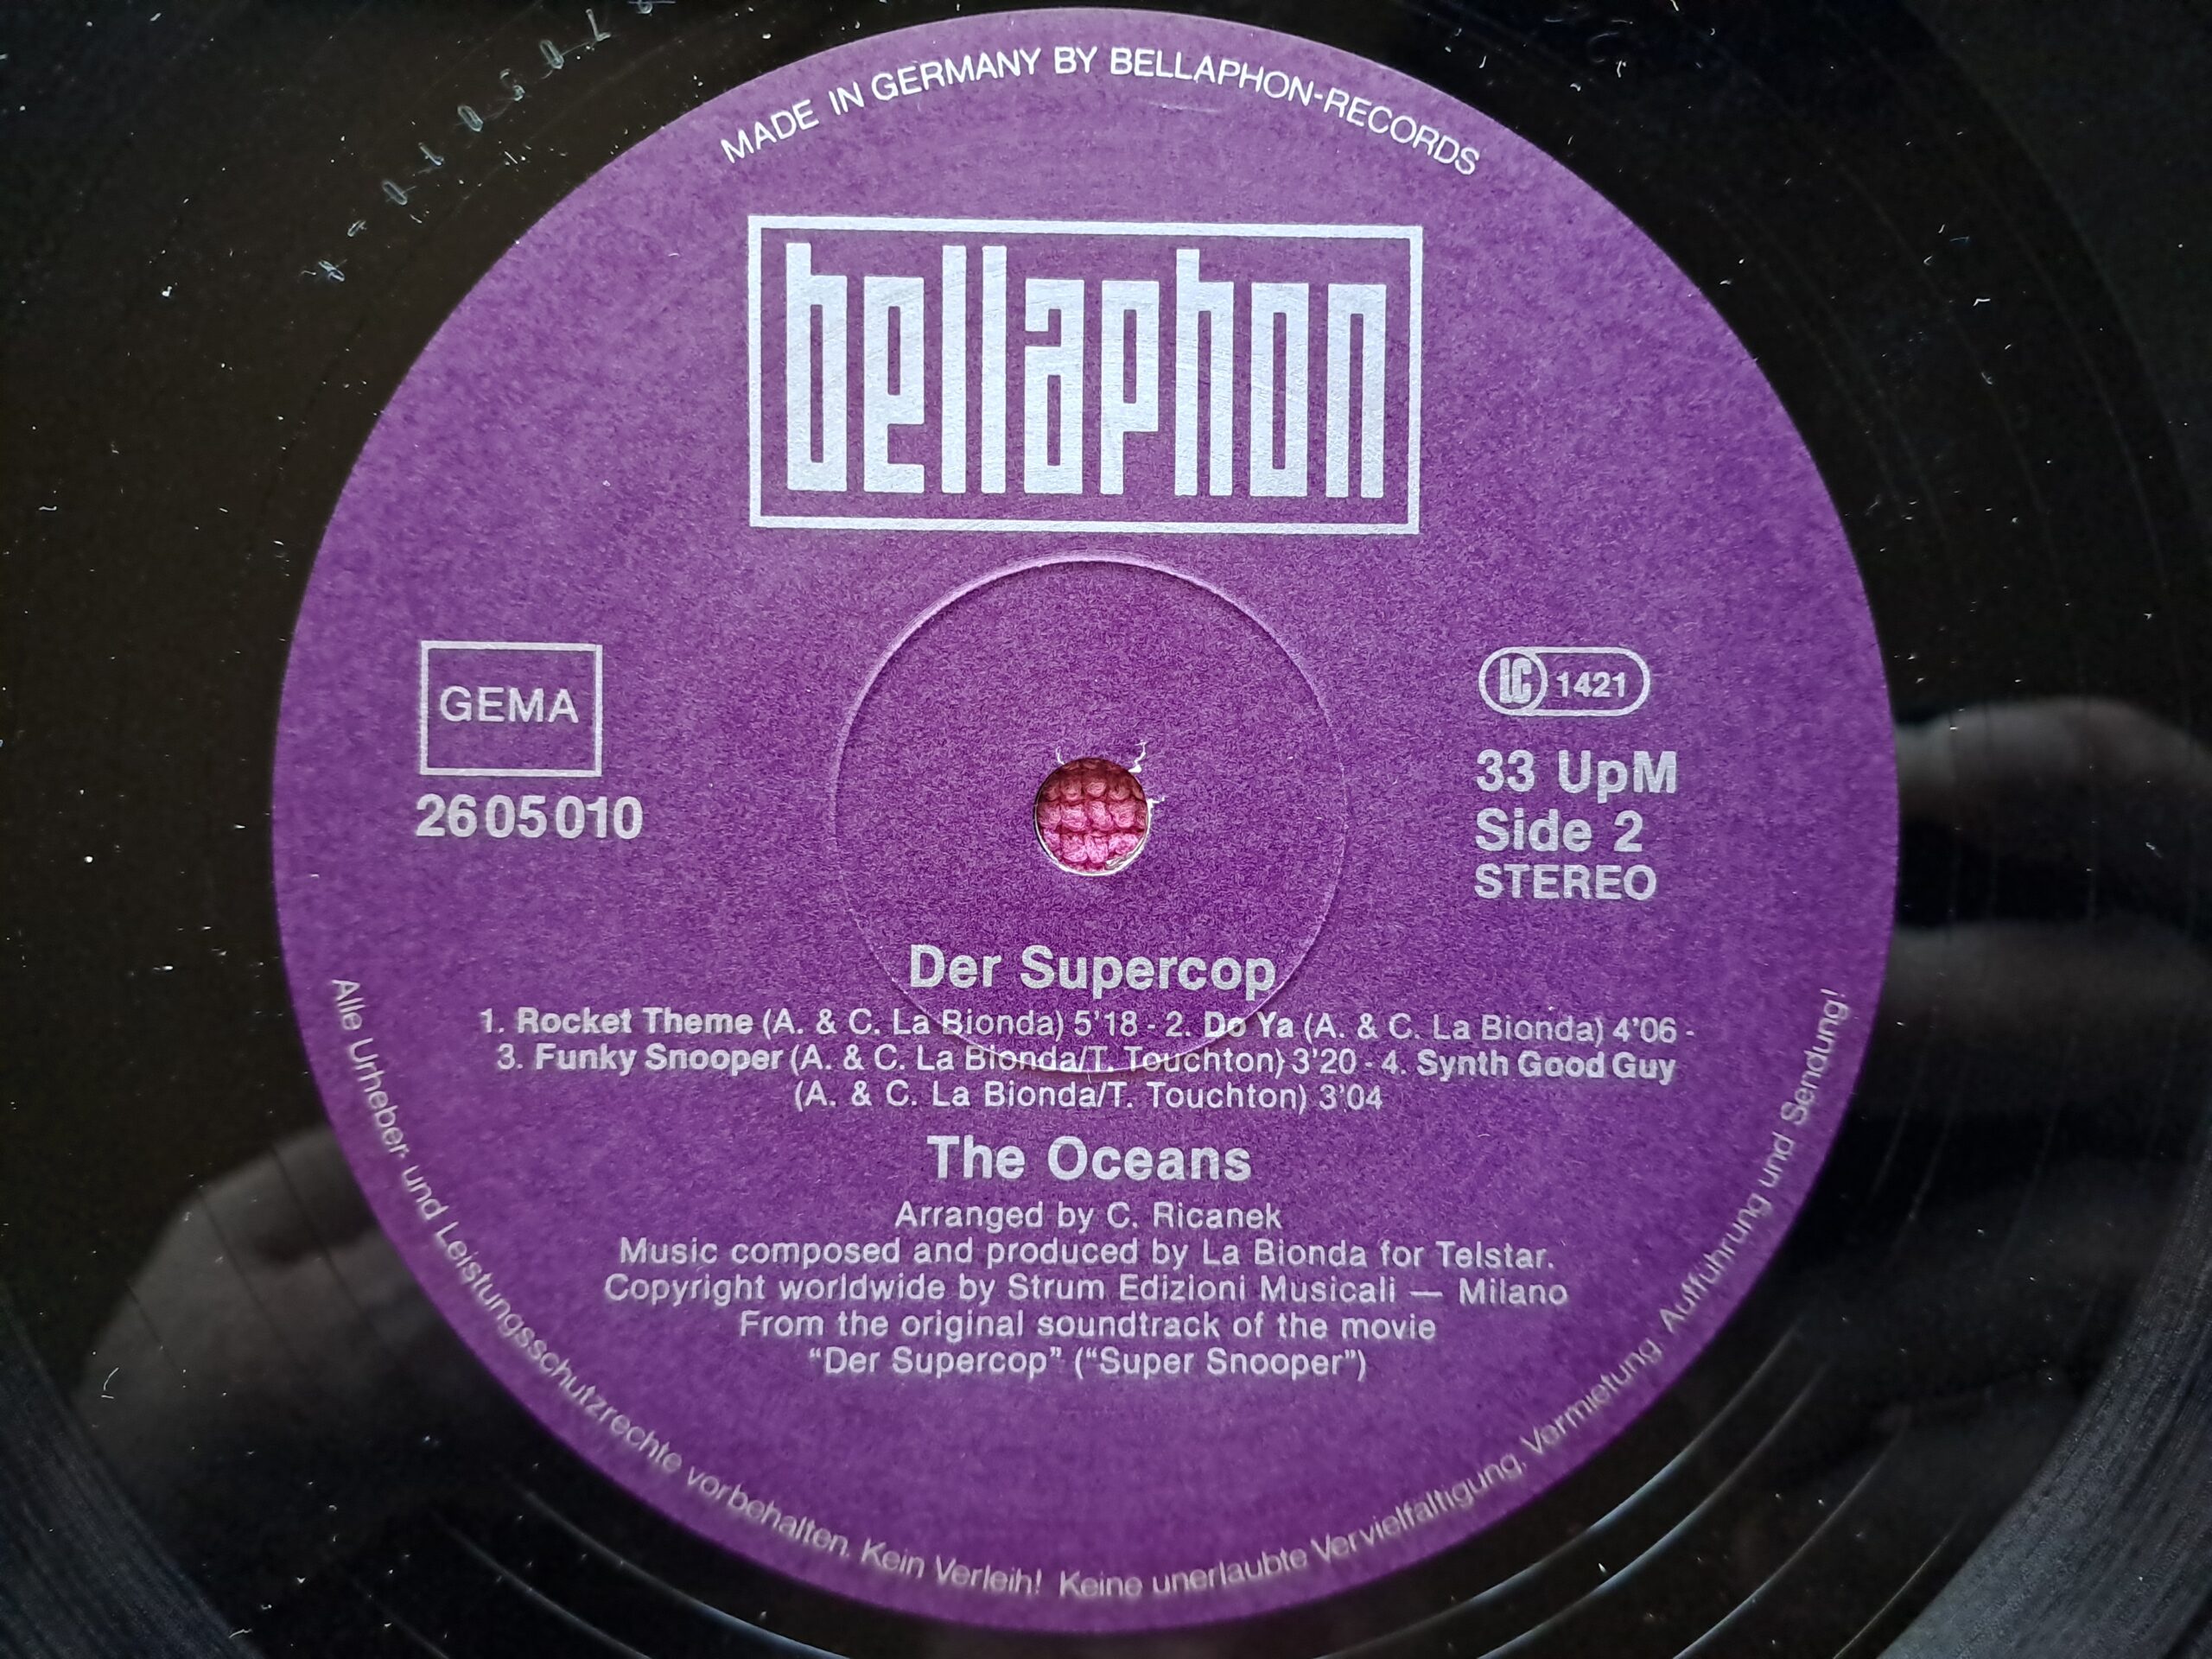 MADE IN GERMANY BY BELLAPHON-RECORDS
bellaphon
GEMA
26 05 010
LC 1421
33 UpM
Side 2
STEREO
Der Supercop
1. Rocket Theme (A. & C. La Bionda) 5'18 - 2. Do Ya (A. & C. La Bionda) 4'06 -
3. Funky Snooper (A. & C. La Bionda/T. Touchton) 3'20 - 4. Synth Good Guy
(A. & C. La Bionda/T. Touchton) 3'04
The Oceans
Arranged by C. Ricanek
Music composed and produced by La Bionda for Telstar.
Copyright worldwide by Strum Edizioni Musicali — Milano
From the original soundtrack of the movie
“Der Supercop” (“Super Snooper”)
Alle Urheber- und Leistungsschutzrechte vorbehalten. Kein Verleih! Keine unerlaubte Vervielfältigung, Vermietung, Aufführung und Sendung!